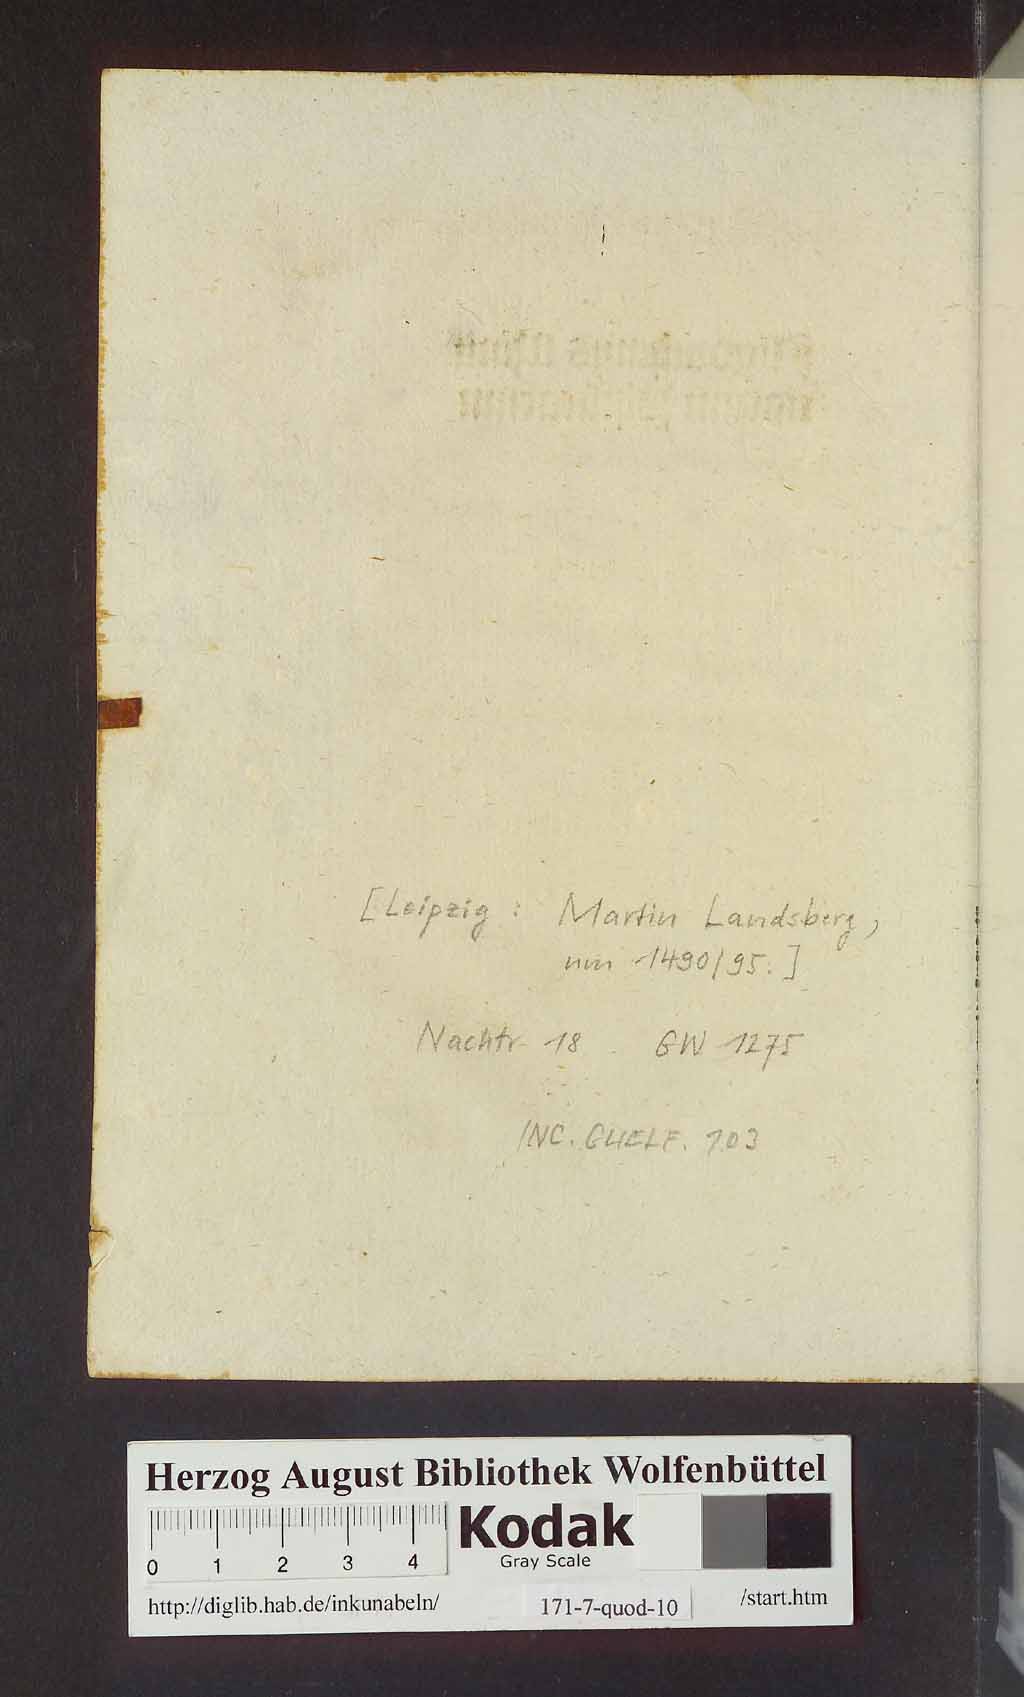 [Leipzig : Martin Landsberg,
um 1490/95.]
Nachtr. 18 GW 1275
INC. GUELF. 103
Herzog August Bibliothek Wolfenbüttel
0 1 2 3 4
Kodak
Gray Scale
http://diglib.hab.de/inkunabeln/ 171-7-quod-10 /start.htm